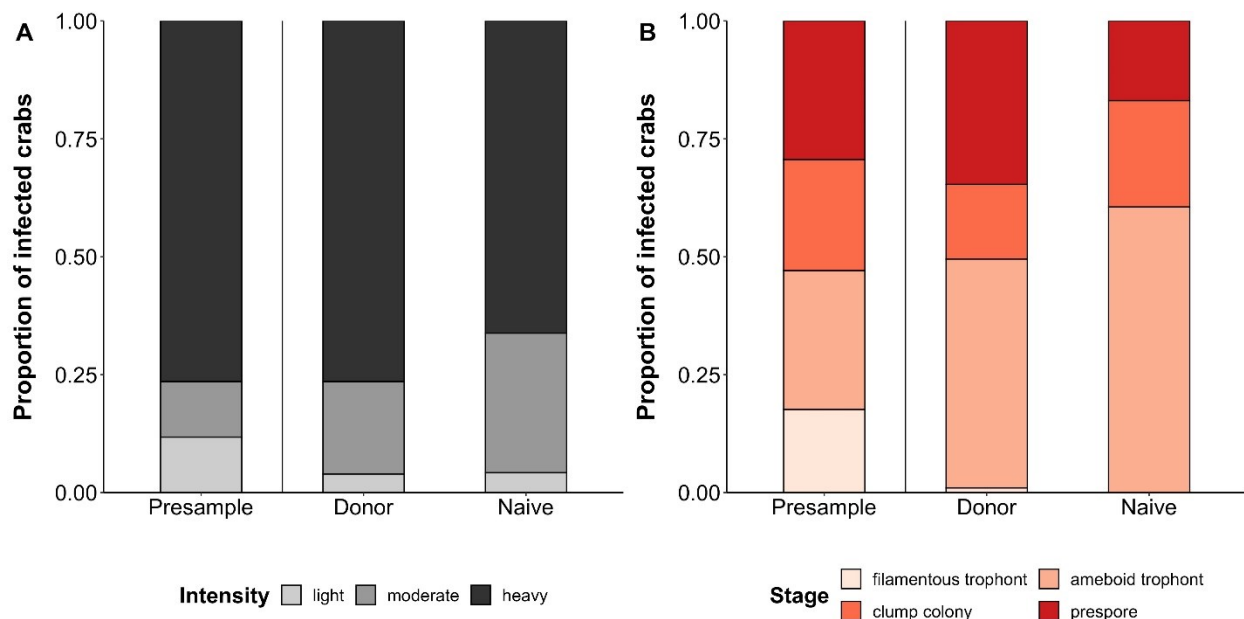 A
Proportion of infected crabs
1.00
0.75
0.50
0.25
0.00
Presample Donor Naive
Intensity light moderate heavy
B
Proportion of infected crabs
1.00
0.75
0.50
0.25
0.00
Presample Donor Naive
Stage filamentous trophont ameboid trophont
clump colony prespore